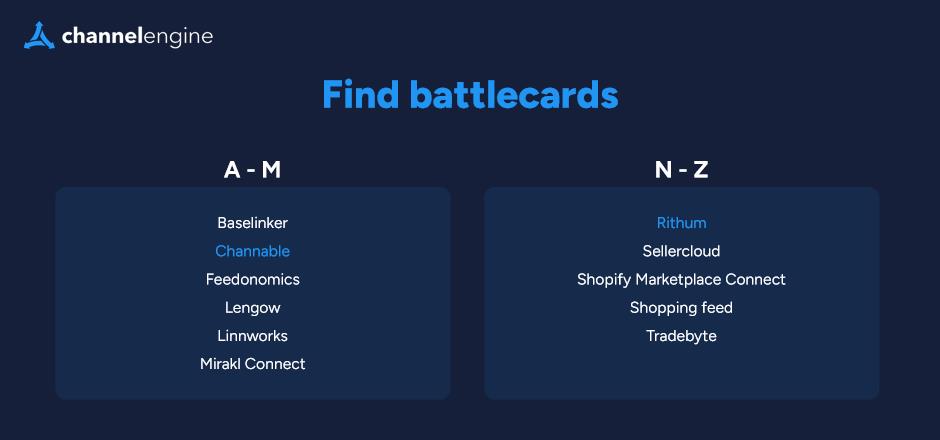 channelengine
Find battlecards
A - M
Baselinker
Channable
Feedonomics
Lengow
Linnworks
Mirakl Connect
N - Z
Rithum
Sellercloud
Shopify Marketplace Connect
Shopping feed
Tradebyte